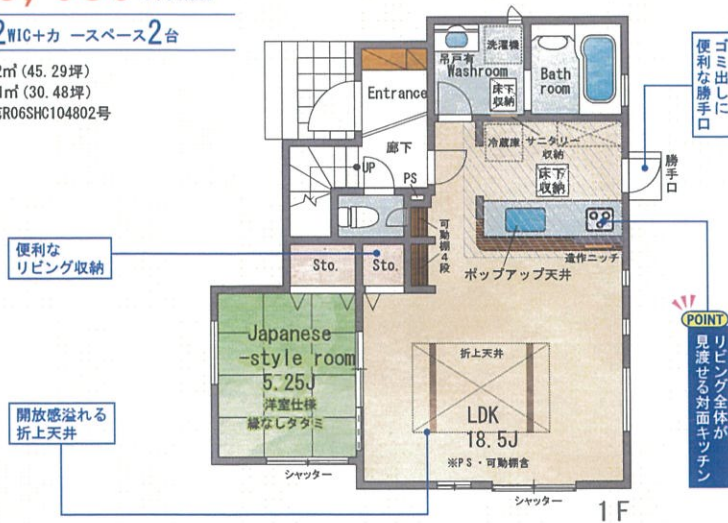 2WIC+カ ースペース2台
2㎡(45.29坪)
1㎡(30.48坪)
R06SHC104802号
便利な
リビング収納
開放感溢れる
折上天井
Entrance
廊下
UP
PS
吊戸有
洗濯機
Washroom
床下
収納
Bath
room
冷蔵庫
サニタリー
収納
床下
収納
勝手口
ゴミ出しに
便利な勝手口
可動棚4段
ポップアップ天井
造作ニッチ
Sto.
Sto.
Japanese
-style room
5.25J
洋室仕様
縁なしタタミ
シャッター
折上天井
LDK
18.5J
※PS・可動棚含
シャッター
1F
POINT
リビング全体が
見渡せる対面キッチン